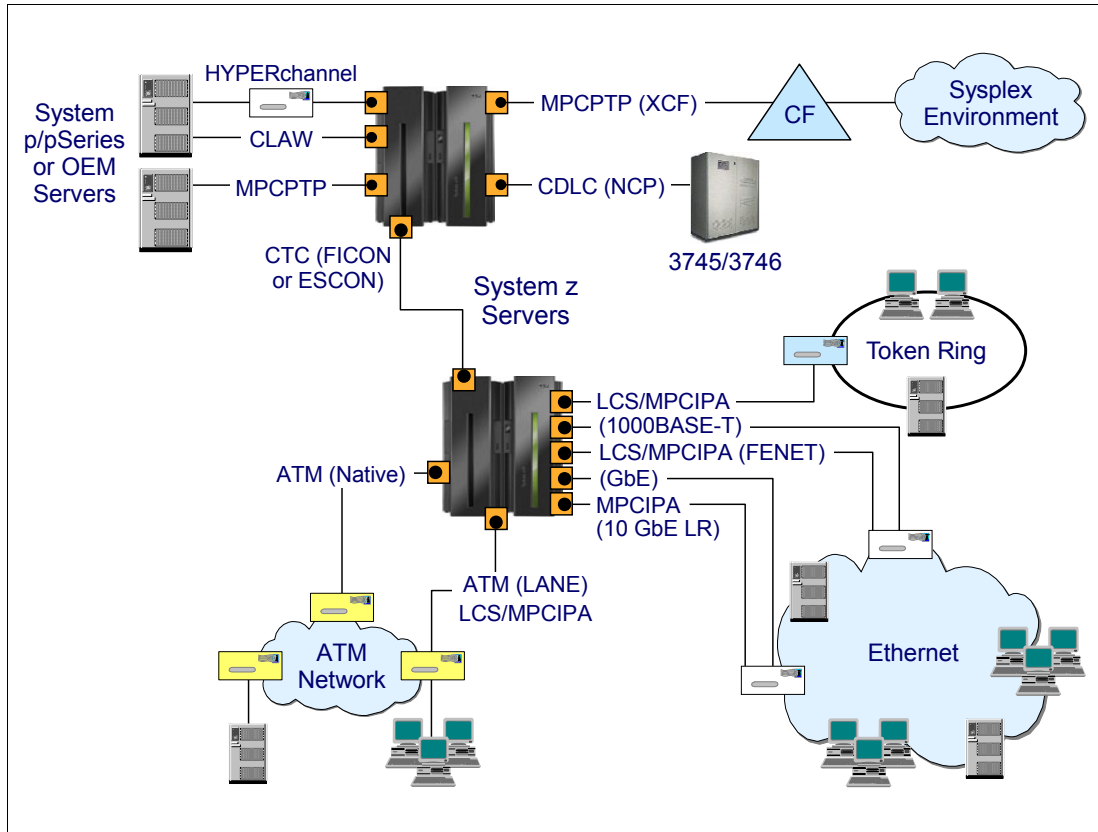 HYPERchannel
System
p/pSeries
or OEM
Servers
CLAW
MPCPTP
MPCPTP (XCF)
CF
Sysplex
Environment
CDLC (NCP)
3745/3746
CTC (FICON
or ESCON)
System z
Servers
Token Ring
LCS/MPCIPA
(1000BASE-T)
LCS/MPCIPA (FENET)
(GbE)
MPCIPA
(10 GbE LR)
ATM (Native)
ATM (LANE)
LCS/MPCIPA
ATM
Network
Ethernet